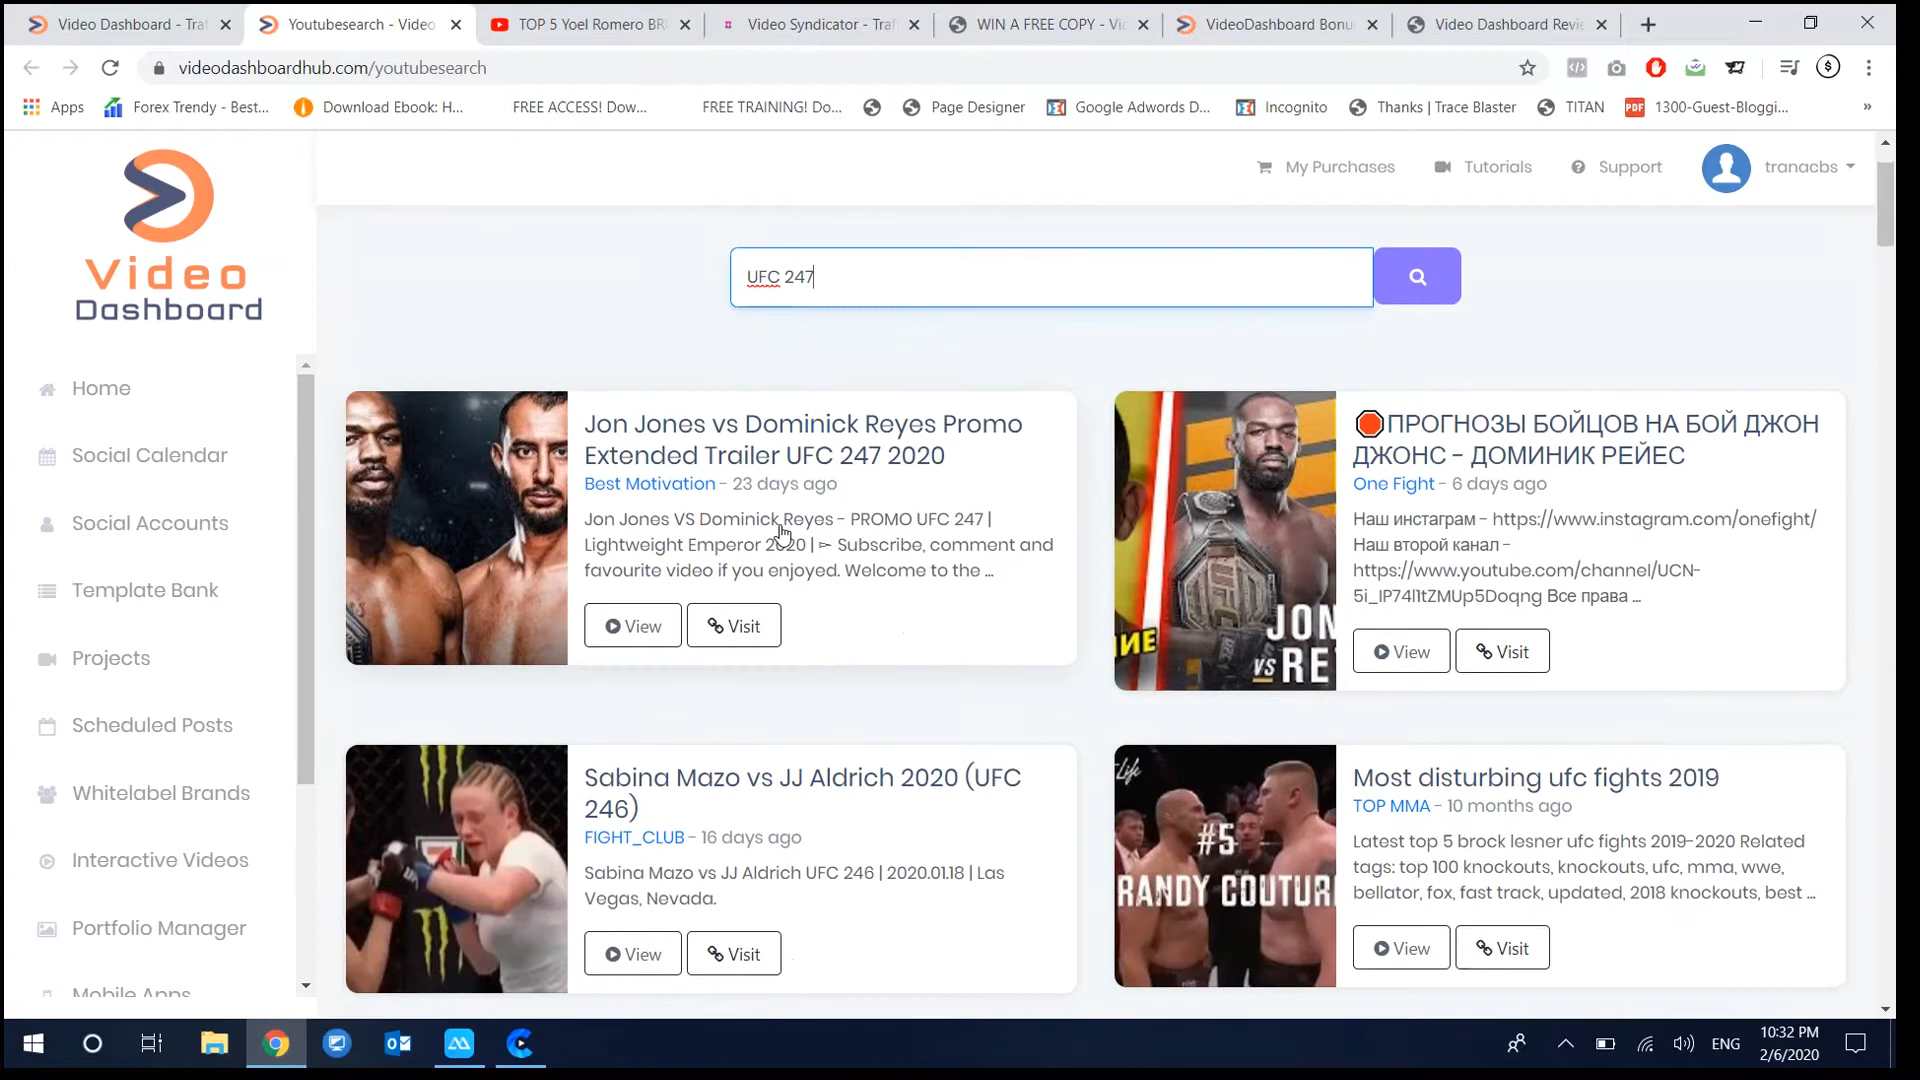 Video Dashboard - Traf
Youtubesearch - Video
TOP 5 Yoel Romero BR
Video Syndicator - Traf
WIN A FREE COPY - Vi
VideoDashboard Bonu
Video Dashboard Revi
videodashboardhub.com/youtubesearch
Apps
Forex Trendy - Best...
Download Ebook: H...
FREE ACCESS! Dow...
FREE TRAINING! Do...
Page Designer
Google Adwords D...
Incognito
Thanks | Trace Blaster
TITAN
PDF
1300-Guest-Bloggi...
Video
Dashboard
My Purchases
Tutorials
Support
tranacbs
UFC 247
Home
Social Calendar
Social Accounts
Template Bank
Projects
Scheduled Posts
Whitelabel Brands
Interactive Videos
Portfolio Manager
Mobile Apps
Jon Jones vs Dominick Reyes Promo
Extended Trailer UFC 247 2020
Best Motivation - 23 days ago
Jon Jones VS Dominick Reyes - PROMO UFC 247 |
Lightweight Emperor 2020 | ➣ Subscribe, comment and
favourite video if you enjoyed. Welcome to the ...
View
Visit
ИЕ
JON
VS RE
🛑ПРОГНОЗЫ БОЙЦОВ НА БОЙ ДЖОН
ДЖОНС - ДОМИНИК РЕЙЕС
One Fight - 6 days ago
Наш инстаграм - https://www.instagram.com/onefight/
Наш второй канал -
https://www.youtube.com/channel/UCN-
5i_IP74I1tZMUp5Doqng Все права ...
View
Visit
Sabina Mazo vs JJ Aldrich 2020 (UFC
246)
FIGHT_CLUB - 16 days ago
Sabina Mazo vs JJ Aldrich UFC 246 | 2020.01.18 | Las
Vegas, Nevada.
View
Visit
#5
RANDY COUTUR
Most disturbing ufc fights 2019
TOP MMA - 10 months ago
Latest top 5 brock lesner ufc fights 2019-2020 Related
tags: top 100 knockouts, knockouts, ufc, mma, wwe,
bellator, fox, fast track, updated, 2018 knockouts, best ...
View
Visit
ENG
10:32 PM
2/6/2020